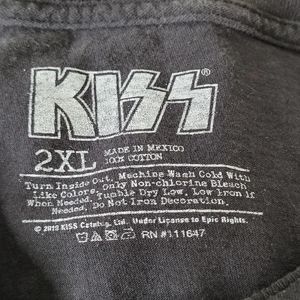 KISS®
2XL
MADE IN MEXICO
100% COTTON
Turn Inside Out. Machine Wash Cold With
Like Colors. Only Non-chlorine Bleach
When Needed. Tumble Dry Low. Low Iron if
Needed. Do Not Iron Decoration.
KISS Catalog, Ltd. Under License to Epic Rights.
RN#111647